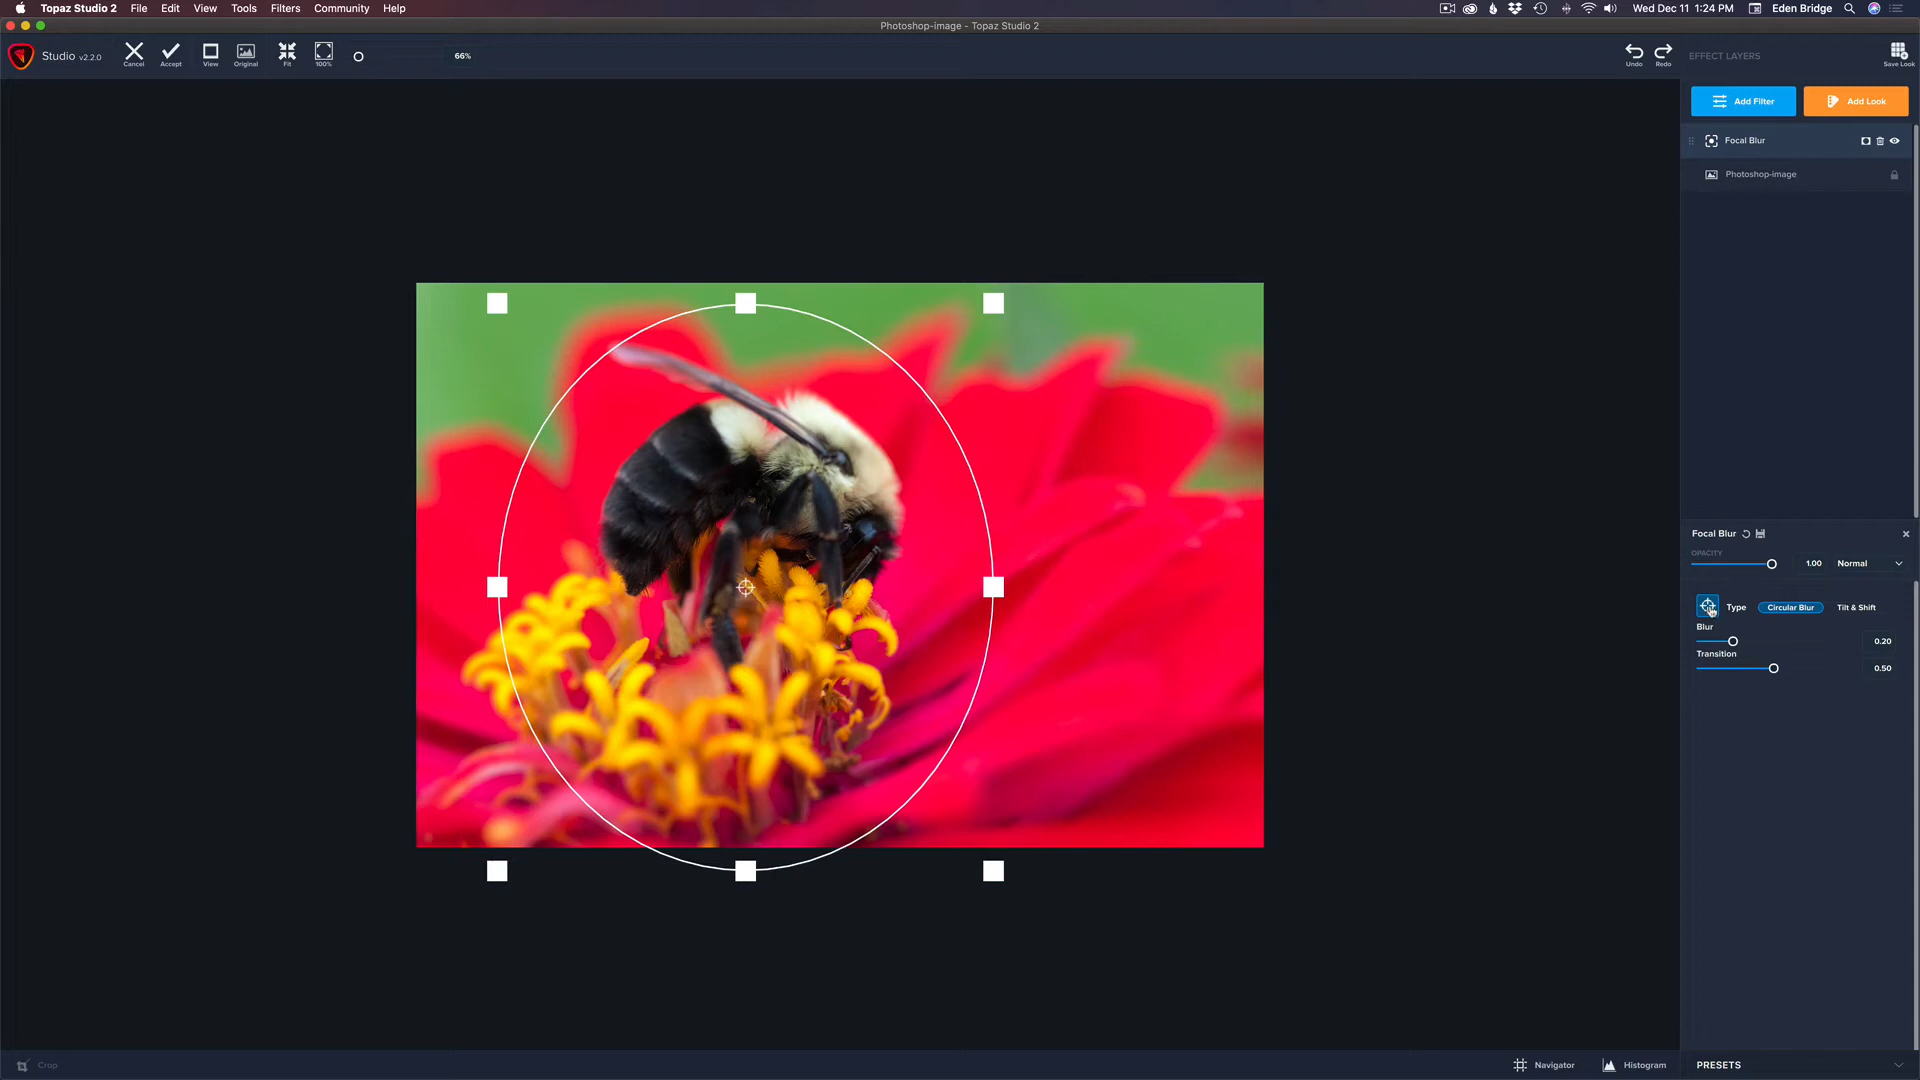 Topaz Studio 2 File Edit View Tools Filters Community Help Wed Dec 11 1:24 PM Eden Bridge
Photoshop-image - Topaz Studio 2
Studio v2.2.0 Cancel Accept View Original Fit 100% 66% Undo Redo EFFECT LAYERS Save Look
Add Filter Add Look
Focal Blur
Photoshop-image
Focal Blur
OPACITY
1.00 Normal
Type Circular Blur Tilt & Shift
Blur
0.20
Transition
0.50
Crop Navigator Histogram PRESETS